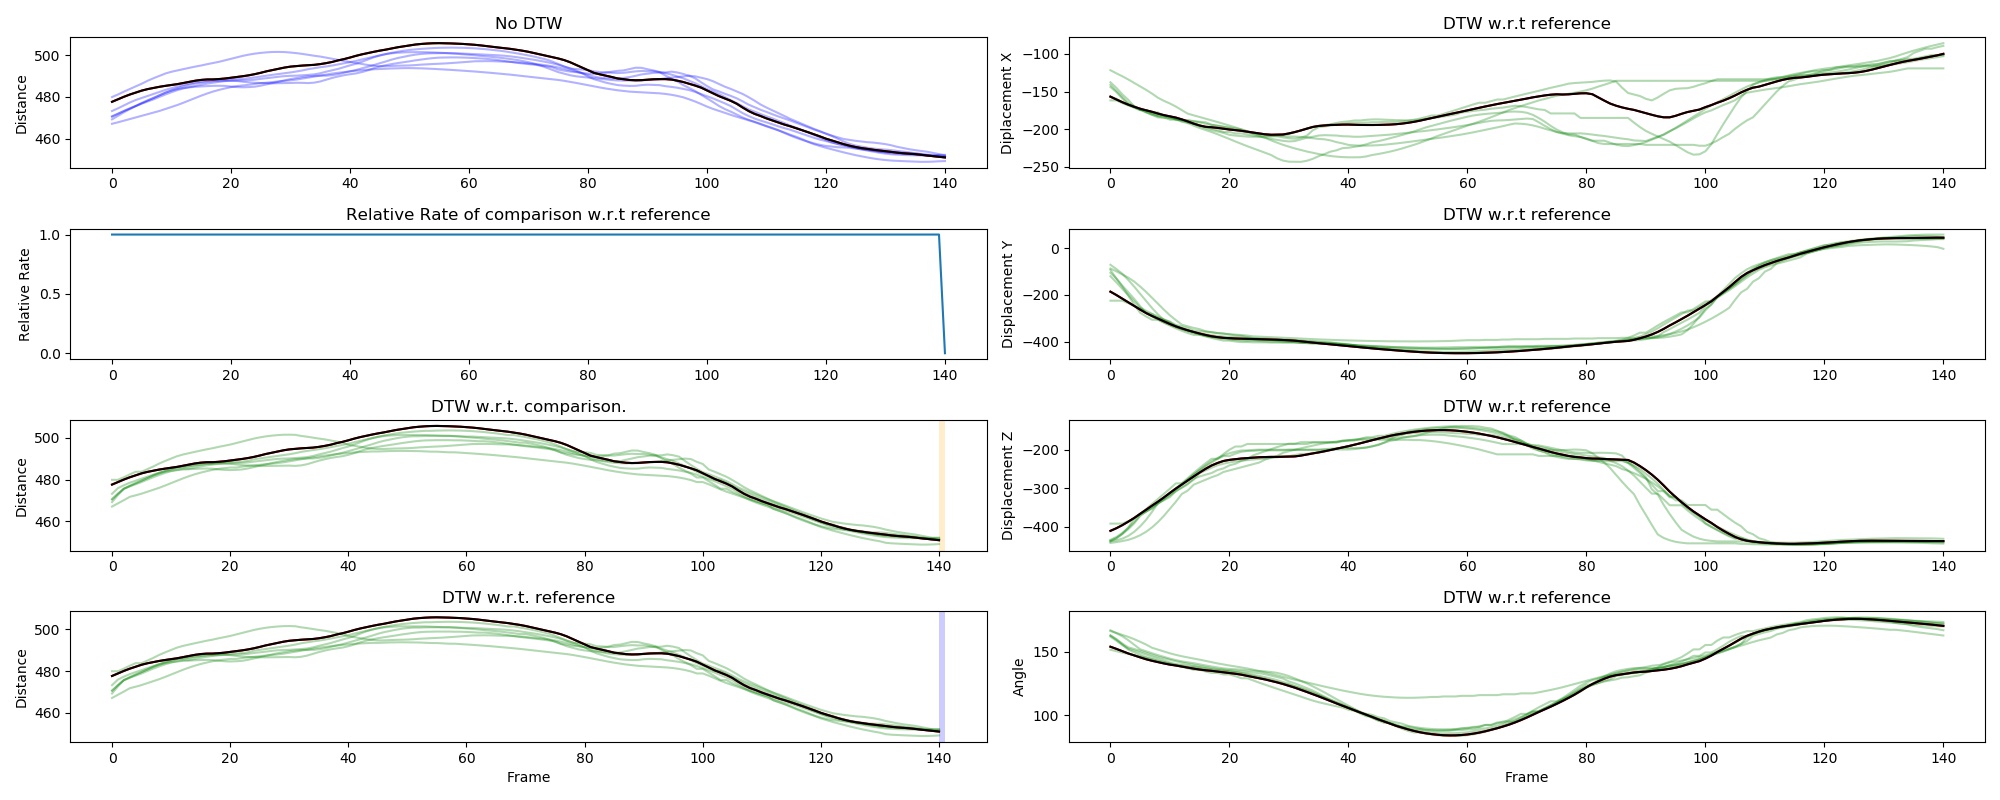 No DTW
Distance
500
480
460
0 20 40 60 80 100 120 140
Relative Rate of comparison w.r.t reference
Relative Rate
1.0
0.5
0.0
0 20 40 60 80 100 120 140
DTW w.r.t. comparison.
Distance
500
480
460
0 20 40 60 80 100 120 140
DTW w.r.t. reference
Distance
500
480
460
0 20 40 60 80 100 120 140
Frame
DTW w.r.t reference
Diplacement X
−100
−150
−200
−250
0 20 40 60 80 100 120 140
DTW w.r.t reference
Displacement Y
0
−200
−400
0 20 40 60 80 100 120 140
DTW w.r.t reference
Displacement Z
−200
−300
−400
0 20 40 60 80 100 120 140
DTW w.r.t reference
Angle
150
100
0 20 40 60 80 100 120 140
Frame